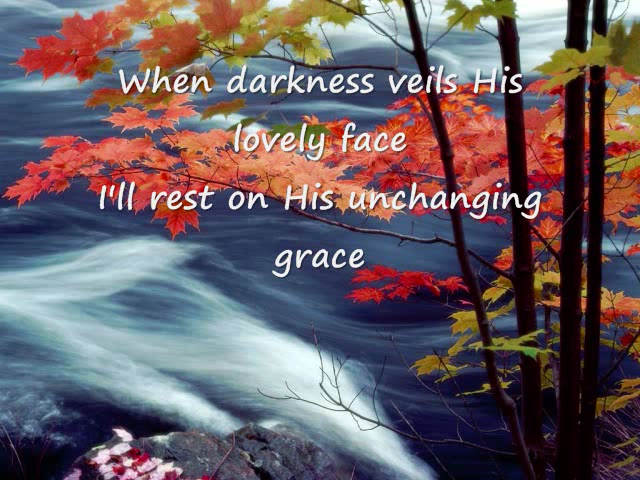 When darkness veils His
lovely face
I'll rest on His unchanging
grace